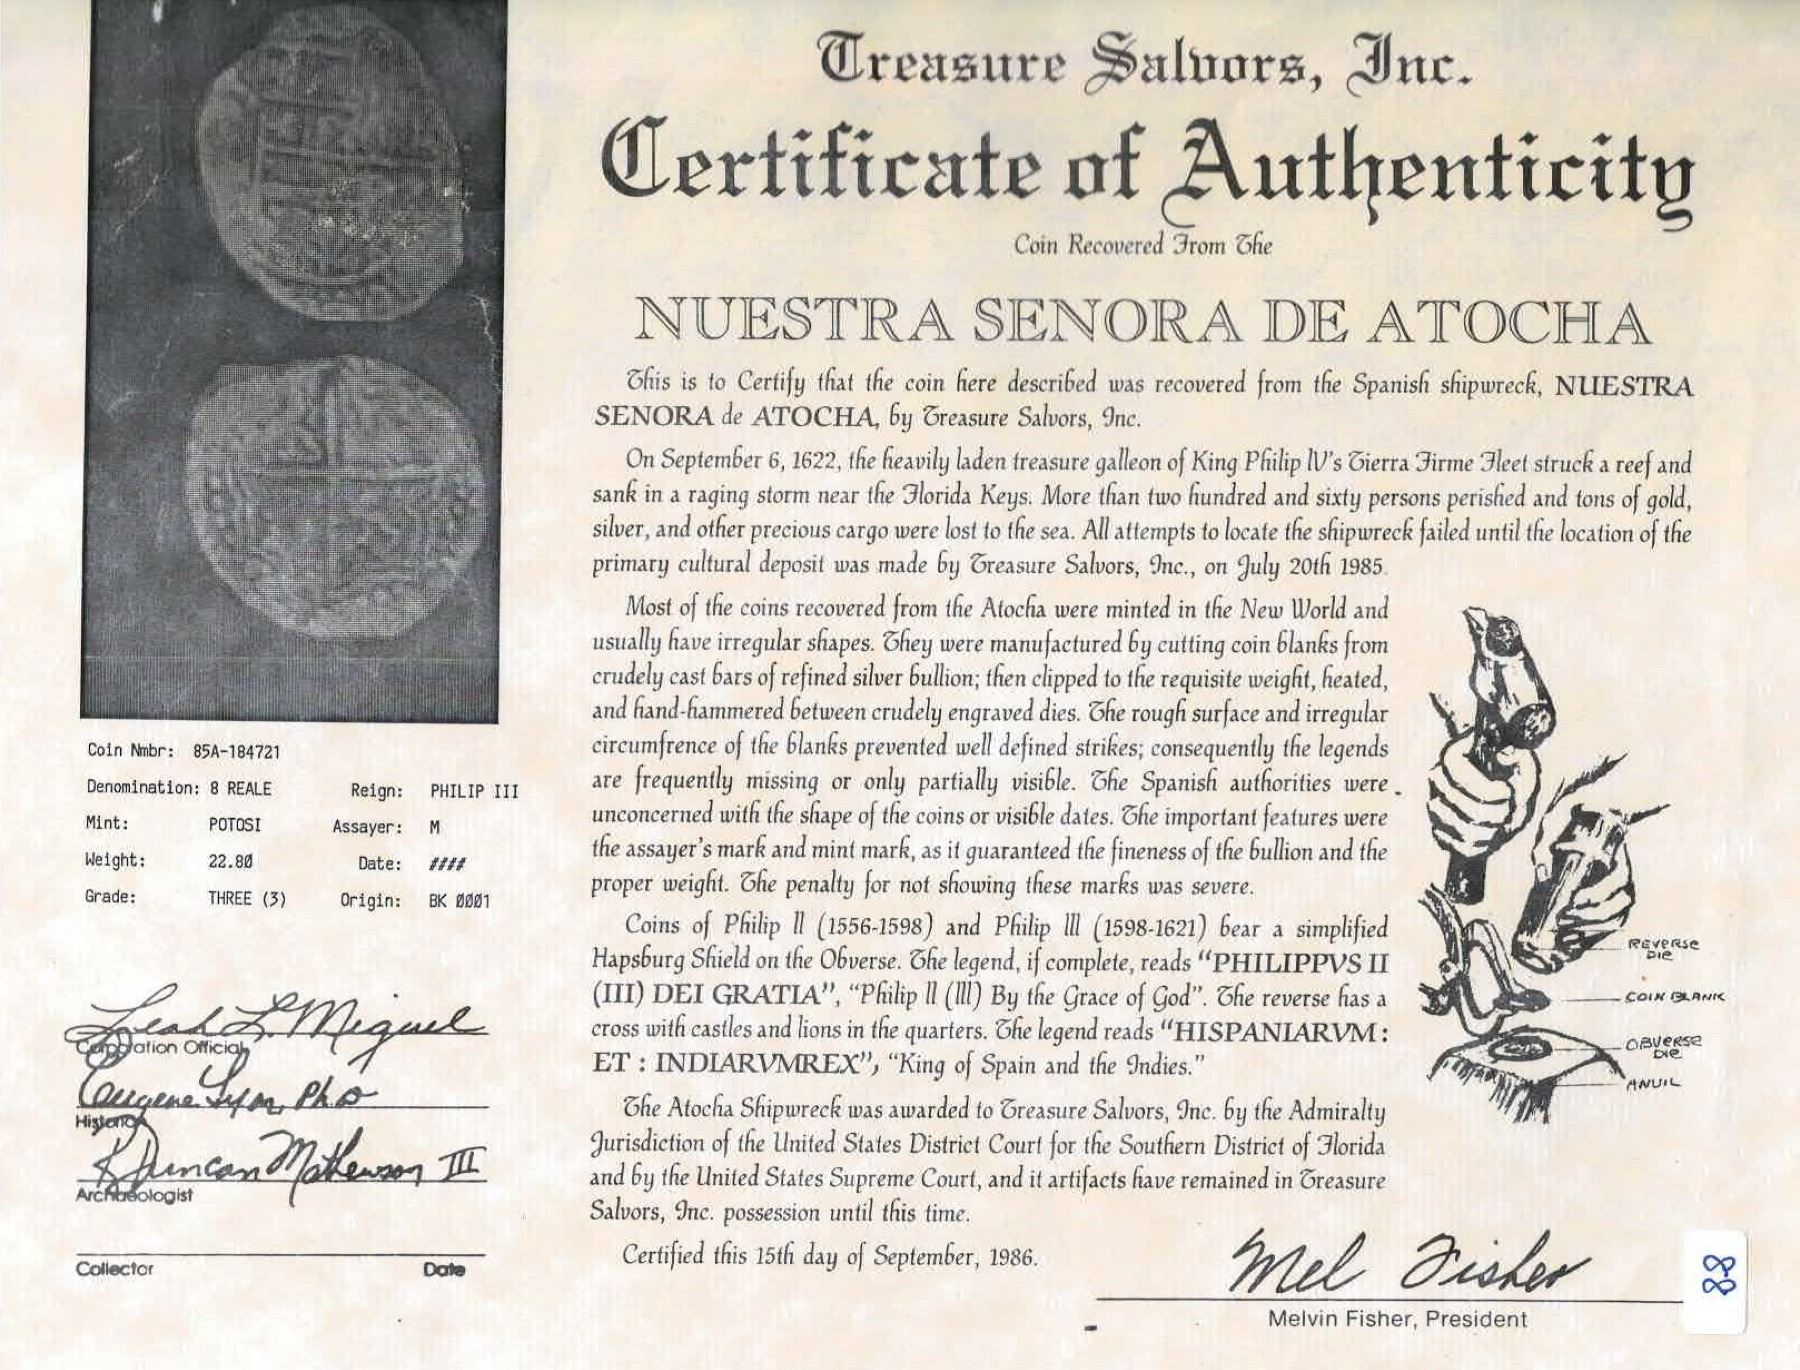 Treasure Salvors, Inc.
Certificate of Authenticity
Coin Recovered From The
NUESTRA SENORA DE ATOCHA
This is to Certify that the coin here described was recovered from the Spanish shipwreck, NUESTRA
SENORA de ATOCHA, by Treasure Salvors, Inc.
On September 6, 1622, the heavily laden treasure galleon of King Philip IV's Tierra Firme Fleet struck a reef and
sank in a raging storm near the Florida Keys. More than two hundred and sixty persons perished and tons of gold,
silver, and other precious cargo were lost to the sea. All attempts to locate the shipwreck failed until the location of the
primary cultural deposit was made by Treasure Salvors, Inc., on July 20th 1985.
Most of the coins recovered from the Atocha were minted in the New World and
usually have irregular shapes. They were manufactured by cutting coin blanks from
crudely cast bars of refined silver bullion; then clipped to the requisite weight, heated,
and hand-hammered between crudely engraved dies. The rough surface and irregular
circumfrence of the blanks prevented well defined strikes; consequently the legends
are frequently missing or only partially visible. The Spanish authorities were
unconcerned with the shape of the coins or visible dates. The important features were
the assayer's mark and mint mark, as it guaranteed the fineness of the bullion and the
proper weight. The penalty for not showing these marks was severe.
Coins of Philip II (1556-1598) and Philip III (1598-1621) bear a simplified
Hapsburg Shield on the Obverse. The legend, if complete, reads "PHILIPPVS II
(III) DEI GRATIA", "Philip II (III) By the Grace of God". The reverse has a
cross with castles and lions in the quarters. The legend reads "HISPANIARVM :
ET : INDIARVMREX", "King of Spain and the Indies."
The Atocha Shipwreck was awarded to Treasure Salvors, Inc. by the Admiralty
Jurisdiction of the United States District Court for the Southern District of Florida
and by the United States Supreme Court, and it artifacts have remained in Treasure
Salvors, Inc. possession until this time.
Certified this 15th day of September, 1986.
REVERSE
DIE
COIN BLANK
OBVERSE
DIE
ANVIL
Mel Fisher
Melvin Fisher, President
88
Coin Nmbr: 85A-184721
Denomination: 8 REALE Reign: PHILIP III
Mint: POTOSI Assayer: M
Weight: 22.80 Date: ####
Grade: THREE (3) Origin: BK 0001
Leah L. Miguel
Corporation Official
Eugene Lyon, PhD
Historian
R Duncan Mathewson III
Archaeologist
Collector Date